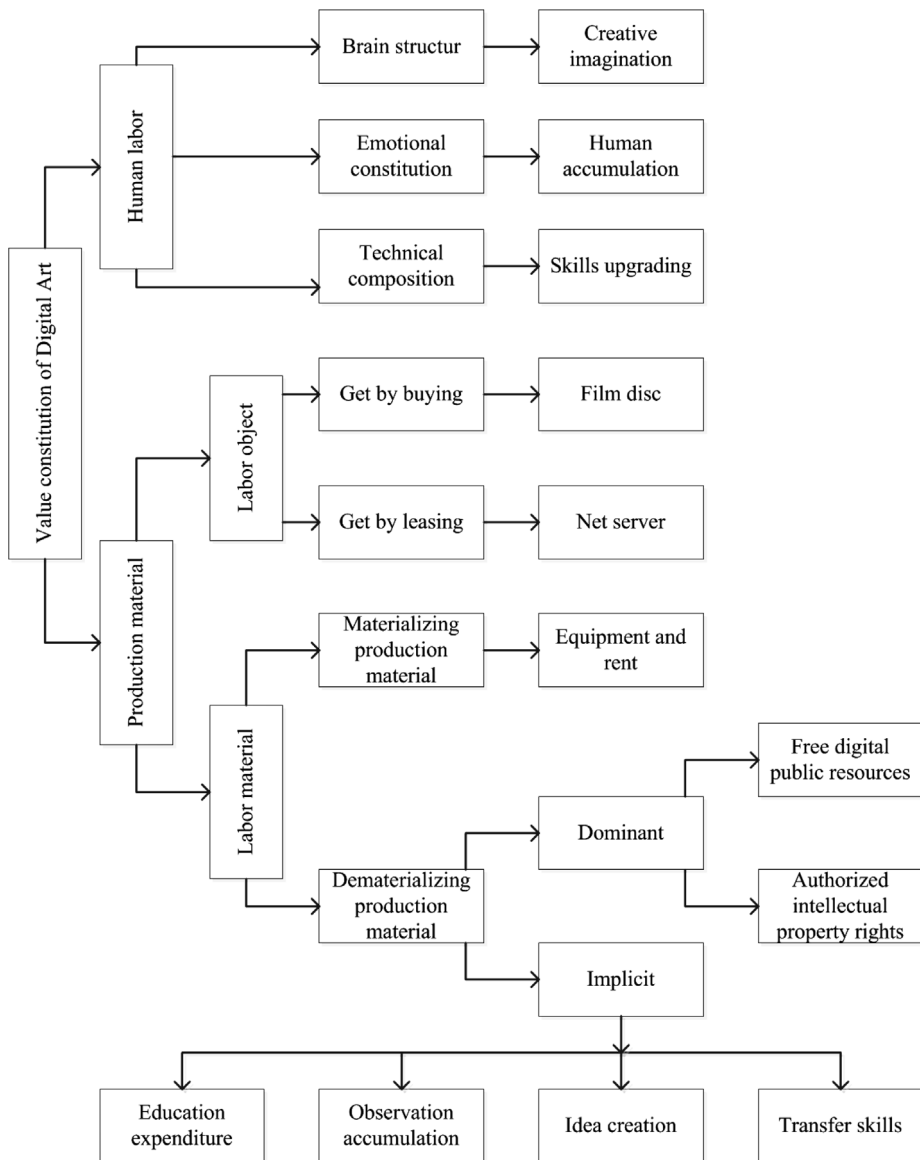 Value constitution of Digital Art
Human labor
Brain structur
Creative
imagination
Emotional
constitution
Human
accumulation
Technical
composition
Skills upgrading
Production material
Labor object
Get by buying
Film disc
Get by leasing
Net server
Labor material
Materializing
production
material
Equipment and
rent
Dematerializing
production
material
Dominant
Free digital
public resources
Authorized
intellectual
property rights
Implicit
Education
expenditure
Observation
accumulation
Idea creation
Transfer skills